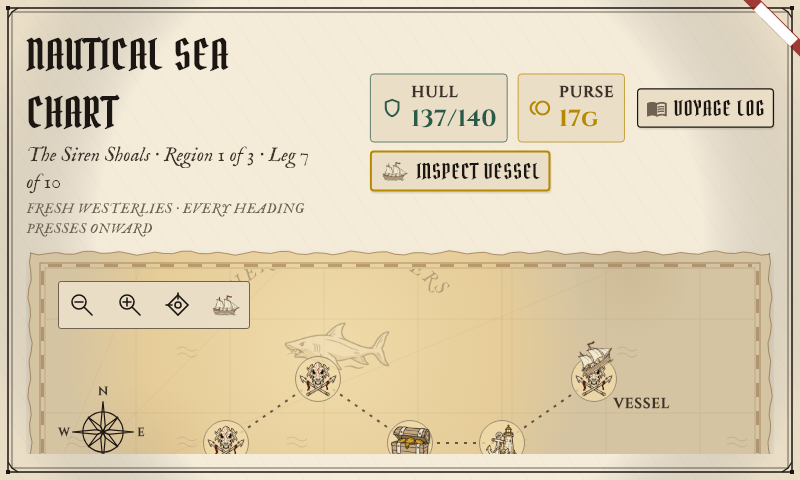 NAUTICAL SEA
CHART
The Siren Shoals · Region 1 of 3 · Leg 7
of 10
FRESH WESTERLIES · EVERY HEADING
PRESSES ONWARD
HULL
137/140
PURSE
17G
VOYAGE LOG
INSPECT VESSEL
N
W
E
VESSEL